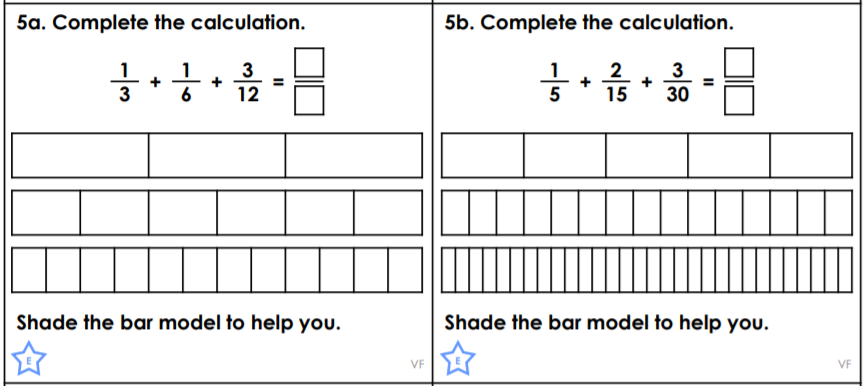 5a. Complete the calculation.
1/3 + 1/6 + 3/12 =
Shade the bar model to help you.
E
VF
5b. Complete the calculation.
1/5 + 2/15 + 3/30 =
Shade the bar model to help you.
E
VF